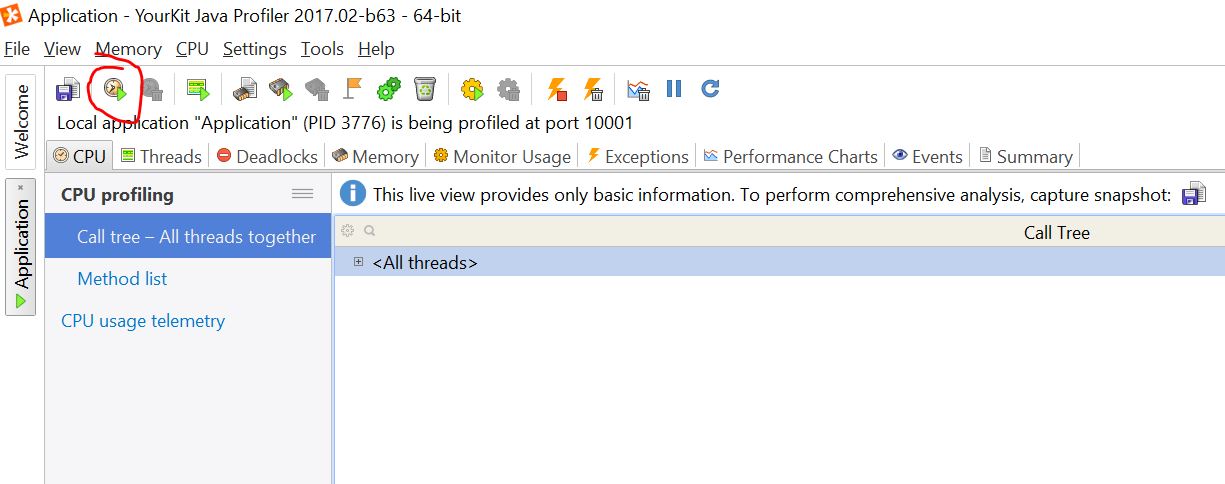 Application - YourKit Java Profiler 2017.02-b63 - 64-bit
File View Memory CPU Settings Tools Help
Welcome
Local application "Application" (PID 3776) is being profiled at port 10001
CPU Threads Deadlocks Memory Monitor Usage Exceptions Performance Charts Events Summary
Application
CPU profiling
This live view provides only basic information. To perform comprehensive analysis, capture snapshot:
Call tree – All threads together
Call Tree
<All threads>
Method list
CPU usage telemetry